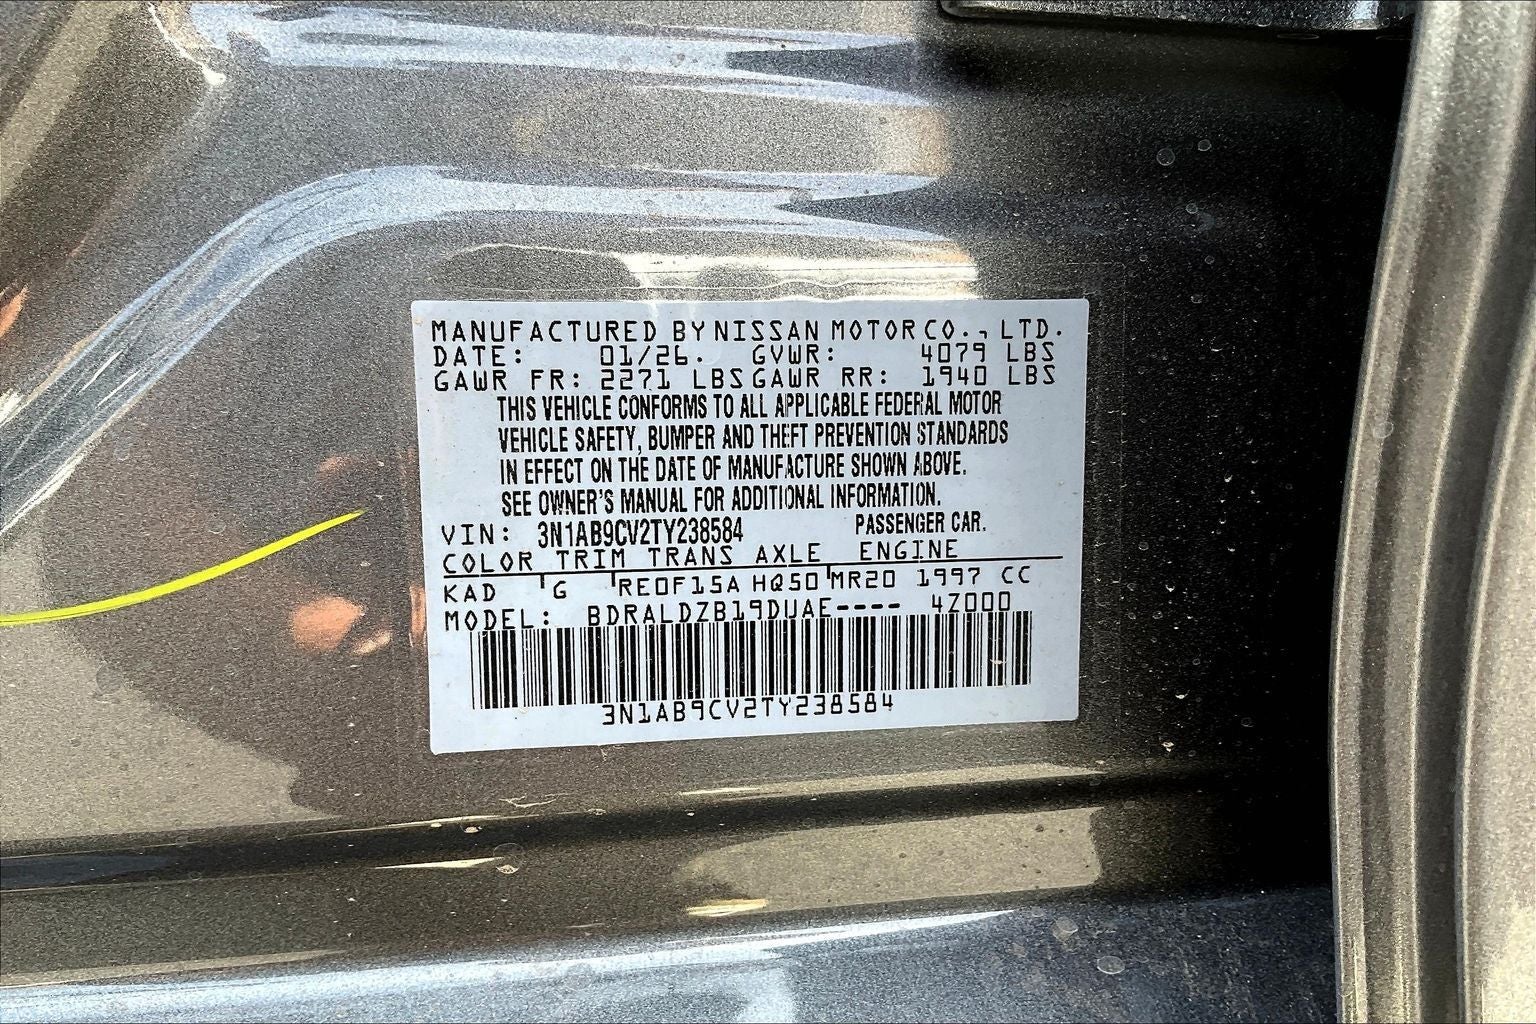 MANUFACTURED BY NISSAN MOTOR CO., LTD.
DATE: 01/26. GVWR: 4079 LBS
GAWR FR: 2271 LBS GAWR RR: 1940 LBS
THIS VEHICLE CONFORMS TO ALL APPLICABLE FEDERAL MOTOR
VEHICLE SAFETY, BUMPER AND THEFT PREVENTION STANDARDS
IN EFFECT ON THE DATE OF MANUFACTURE SHOWN ABOVE.
SEE OWNER'S MANUAL FOR ADDITIONAL INFORMATION.
VIN: 3N1AB9CV2TY238584 PASSENGER CAR.
COLOR TRIM TRANS AXLE ENGINE
KAD G RE0F15A HQ50 MR20 1997 CC
MODEL: BDRALDZB19DUAE---- 4Z000
3N1AB9CV2TY238584